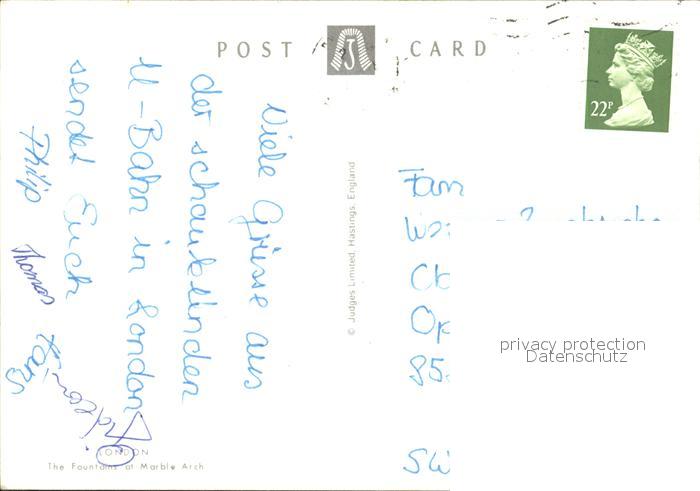 POST CARD
22P
Viele Grüsse aus
der schaukelnden
U-Bahn in London
sendet Euch
Philip Thomas
Fam
© Judges Limited, Hastings, England
privacy protection
Datenschutz
LONDON
The Fountains at Marble Arch